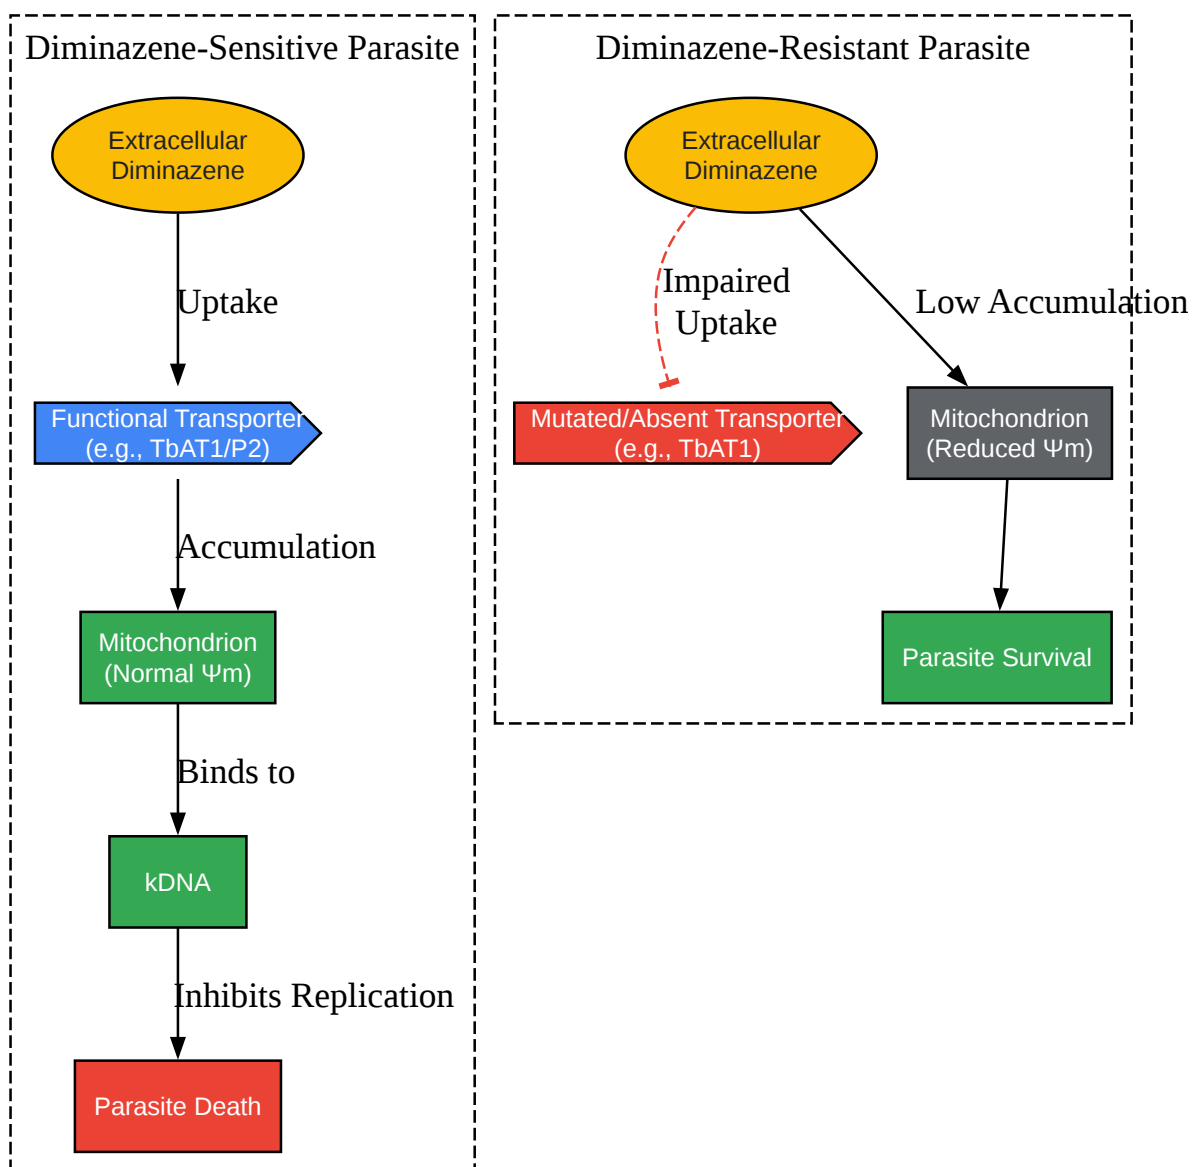 Diminazene-Sensitive Parasite
Extracellular
Diminazene
Uptake
Functional Transporter
(e.g., TbAT1/P2)
Accumulation
Mitochondrion
(Normal Ψm)
Binds to
kDNA
Inhibits Replication
Parasite Death
Diminazene-Resistant Parasite
Extracellular
Diminazene
Impaired
Uptake
Low Accumulation
Mutated/Absent Transporter
(e.g., TbAT1)
Mitochondrion
(Reduced Ψm)
Parasite Survival